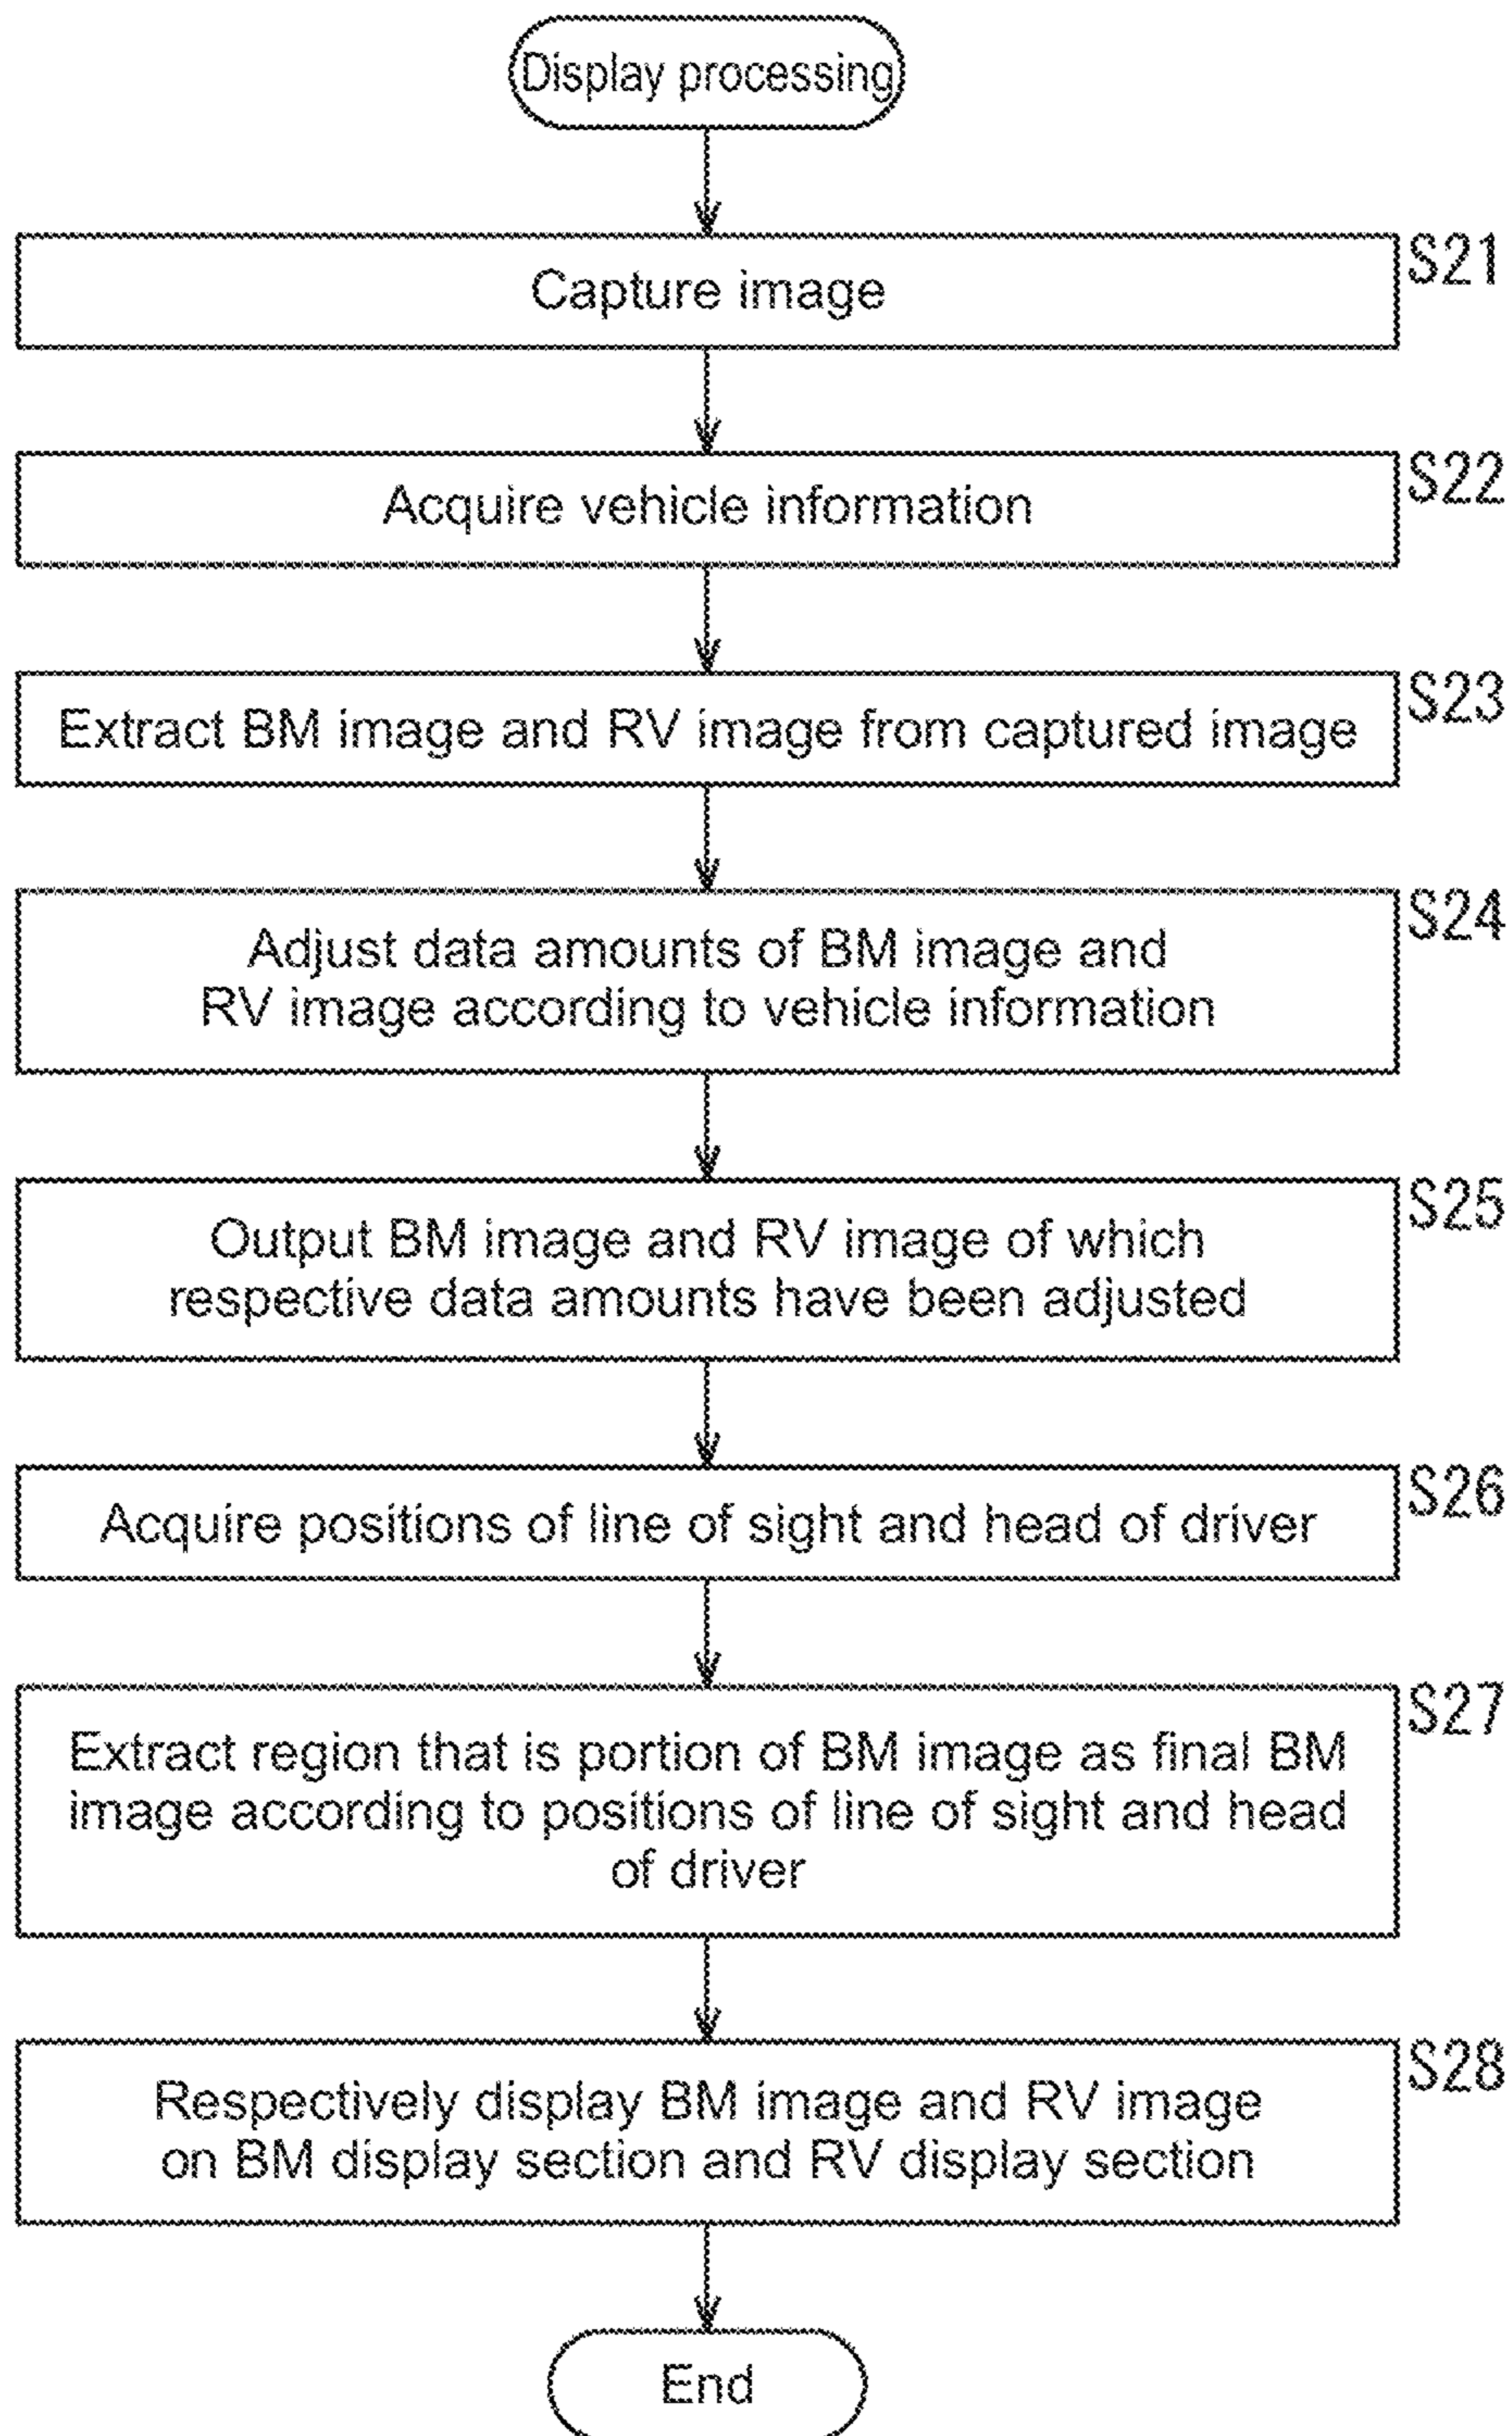 Display processing
S21
Capture image
S22
Acquire vehicle information
S23
Extract BM image and RV image from captured image
S24
Adjust data amounts of BM image and
RV image according to vehicle information
S25
Output BM image and RV image of which
respective data amounts have been adjusted
S26
Acquire positions of line of sight and head of driver
S27
Extract region that is portion of BM image as final BM
image according to positions of line of sight and head
of driver
S28
Respectively display BM image and RV image
on BM display section and RV display section
End